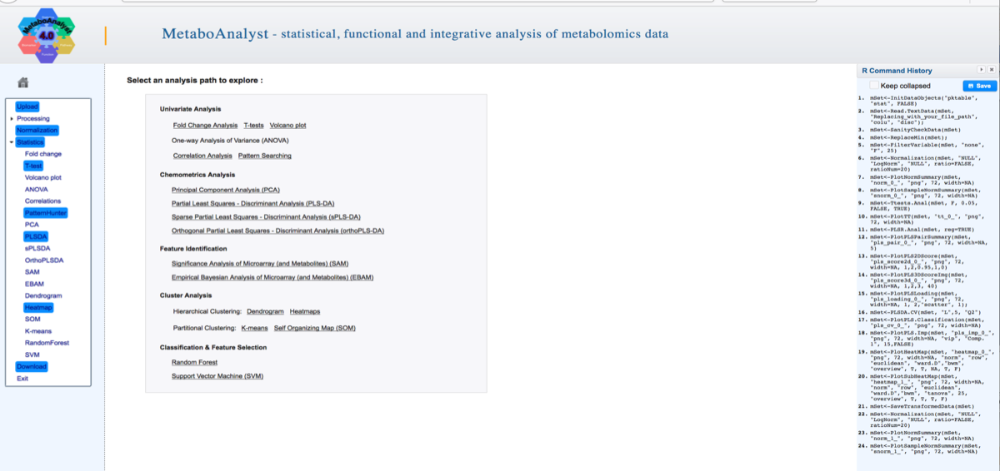 MetaboAnalyst
4.0
MetaboAnalyst - statistical, functional and integrative analysis of metabolomics data
Upload
Processing
Normalization
Statistics
Fold change
T-test
Volcano plot
ANOVA
Correlations
PatternHunter
PCA
PLSDA
sPLSDA
OrthoPLSDA
SAM
EBAM
Dendrogram
Heatmap
SOM
K-means
RandomForest
SVM
Download
Exit
Select an analysis path to explore :
Univariate Analysis
Fold Change Analysis T-tests Volcano plot
One-way Analysis of Variance (ANOVA)
Correlation Analysis Pattern Searching
Chemometrics Analysis
Principal Component Analysis (PCA)
Partial Least Squares - Discriminant Analysis (PLS-DA)
Sparse Partial Least Squares - Discriminant Analysis (sPLS-DA)
Orthogonal Partial Least Squares - Discriminant Analysis (orthoPLS-DA)
Feature Identification
Significance Analysis of Microarray (and Metabolites) (SAM)
Empirical Bayesian Analysis of Microarray (and Metabolites) (EBAM)
Cluster Analysis
Hierarchical Clustering: Dendrogram Heatmaps
Partitional Clustering: K-means Self Organizing Map (SOM)
Classification & Feature Selection
Random Forest
Support Vector Machine (SVM)
R Command History
Keep collapsed
Save
1. mSet<-InitDataObjects("pktable",
"stat", FALSE)
2. mSet<-Read.TextData(mSet,
"Replacing_with_your_file_path",
"colu", "disc");
3. mSet<-SanityCheckData(mSet)
4. mSet<-ReplaceMin(mSet);
5. mSet<-FilterVariable(mSet, "none",
"F", 25)
6. mSet<-Normalization(mSet, "NULL",
"LogNorm", "NULL", ratio=FALSE,
ratioNum=20)
7. mSet<-PlotNormSummary(mSet,
"norm_0_", "png", 72, width=NA)
8. mSet<-PlotSampleNormSummary(mSet,
"snorm_0_", "png", 72, width=NA)
9. mSet<-Ttests.Anal(mSet, F, 0.05,
FALSE, TRUE)
10. mSet<-PlotTT(mSet, "tt_0_", "png",
72, width=NA)
11. mSet<-PLSR.Anal(mSet, reg=TRUE)
12. mSet<-PlotPLSPairSummary(mSet,
"pls_pair_0_", "png", 72, width=NA,
5)
13. mSet<-PlotPLS2DScore(mSet,
"pls_score2d_0_", "png", 72,
width=NA, 1,2,0.95,1,0)
14. mSet<-PlotPLS3DScoreImg(mSet,
"pls_score3d_0_", "png", 72,
width=NA, 1,2,3, 40)
15. mSet<-PlotPLSLoading(mSet,
"pls_loading_0_", "png", 72,
width=NA, 1, 2,"scatter", 1);
16. mSet<-PLSDA.CV(mSet, "L",5, "Q2")
17. mSet<-PlotPLS.Classification(mSet,
"pls_cv_0_", "png", 72, width=NA)
18. mSet<-PlotPLS.Imp(mSet, "pls_imp_0_",
"png", 72, width=NA, "vip", "Comp.
1", 15,FALSE)
19. mSet<-PlotHeatMap(mSet, "heatmap_0_",
"png", 72, width=NA, "norm", "row",
"euclidean", "ward.D","bwm",
"overview", T, T, NA, T, F)
20. mSet<-PlotSubHeatMap(mSet,
"heatmap_1_", "png", 72, width=NA,
"norm", "row", "euclidean",
"ward.D","bwm", "tanova", 25,
"overview", T, T, T, F)
21. mSet<-SaveTransformedData(mSet)
22. mSet<-Normalization(mSet, "NULL",
"LogNorm", "NULL", ratio=FALSE,
ratioNum=20)
23. mSet<-PlotNormSummary(mSet,
"norm_1_", "png", 72, width=NA)
24. mSet<-PlotSampleNormSummary(mSet,
"snorm_1_", "png", 72, width=NA)